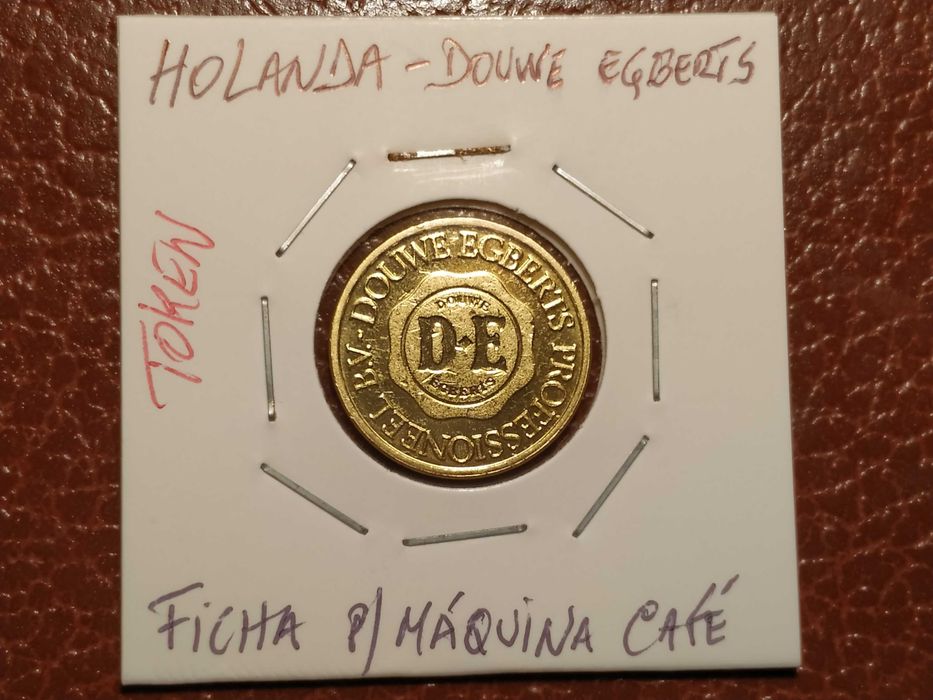 HOLANDA - DOUWE EGBERTS
TOKEN
DOUWE EGBERTS PROFESSIONEEL B.V.
DOUWE
D·E
EGBERTS
FICHA P/ MÁQUINA CAFÉ